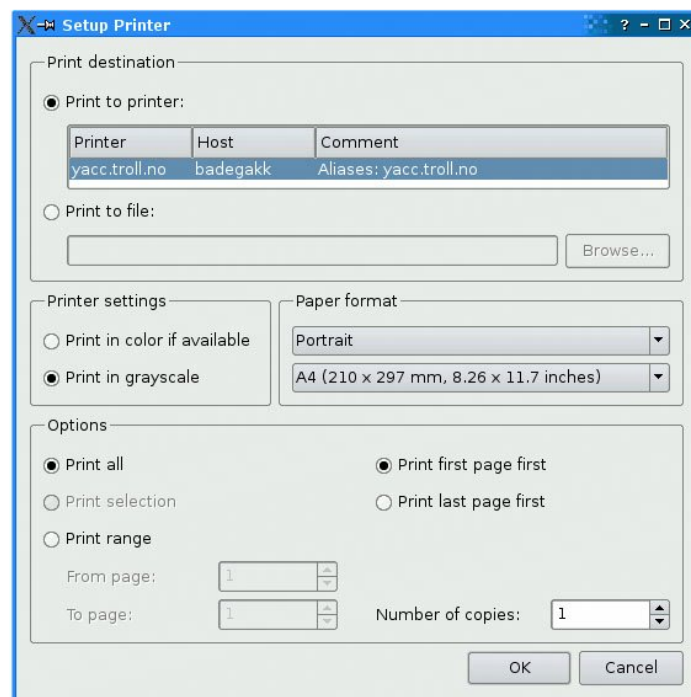 Setup Printer
Print destination
Print to printer:
Printer Host Comment
yacc.troll.no badegakk Aliases: yacc.troll.no
Print to file:
Browse...
Printer settings
Print in color if available
Print in grayscale
Paper format
Portrait
A4 (210 x 297 mm, 8.26 x 11.7 inches)
Options
Print all
Print selection
Print range
From page: 1
To page: 1
Print first page first
Print last page first
Number of copies: 1
OK Cancel